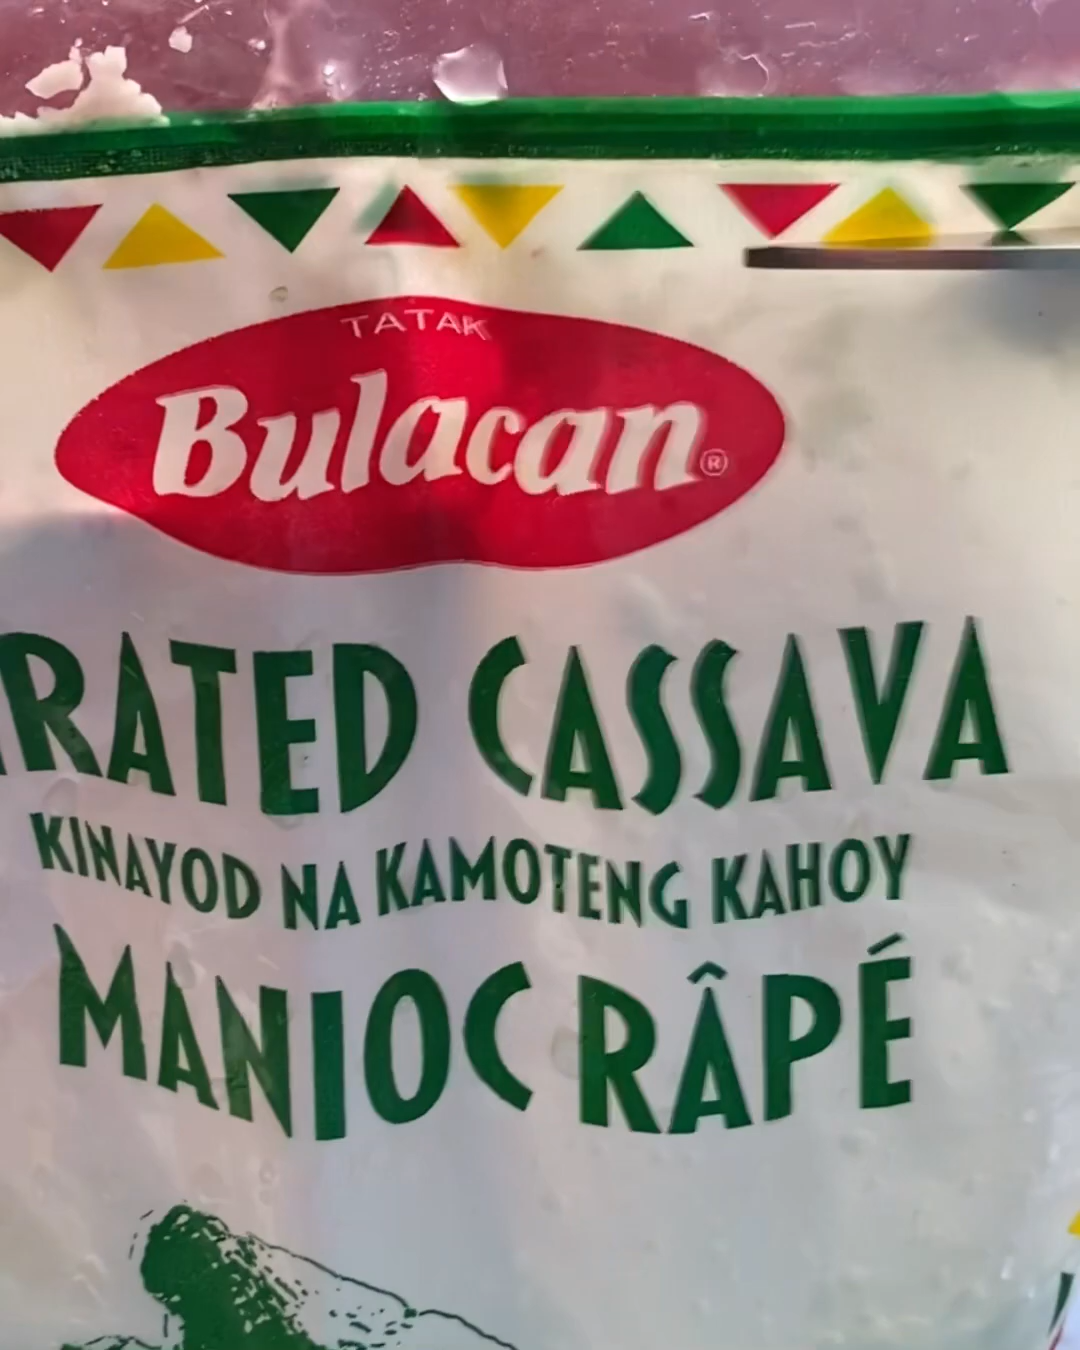 TATAK
Bulacan®
RATED CASSAVA
KINAYOD NA KAMOTENG KAHOY
MANIOC RÂPÉ